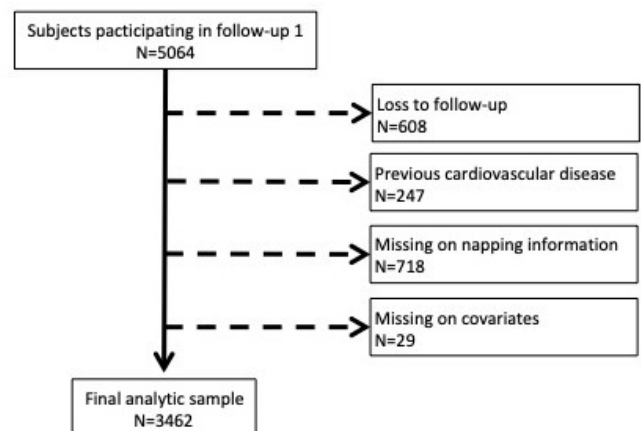 Subjects pacticipating in follow-up 1
N=5064
Loss to follow-up
N=608
Previous cardiovascular disease
N=247
Missing on napping information
N=718
Missing on covariates
N=29
Final analytic sample
N=3462